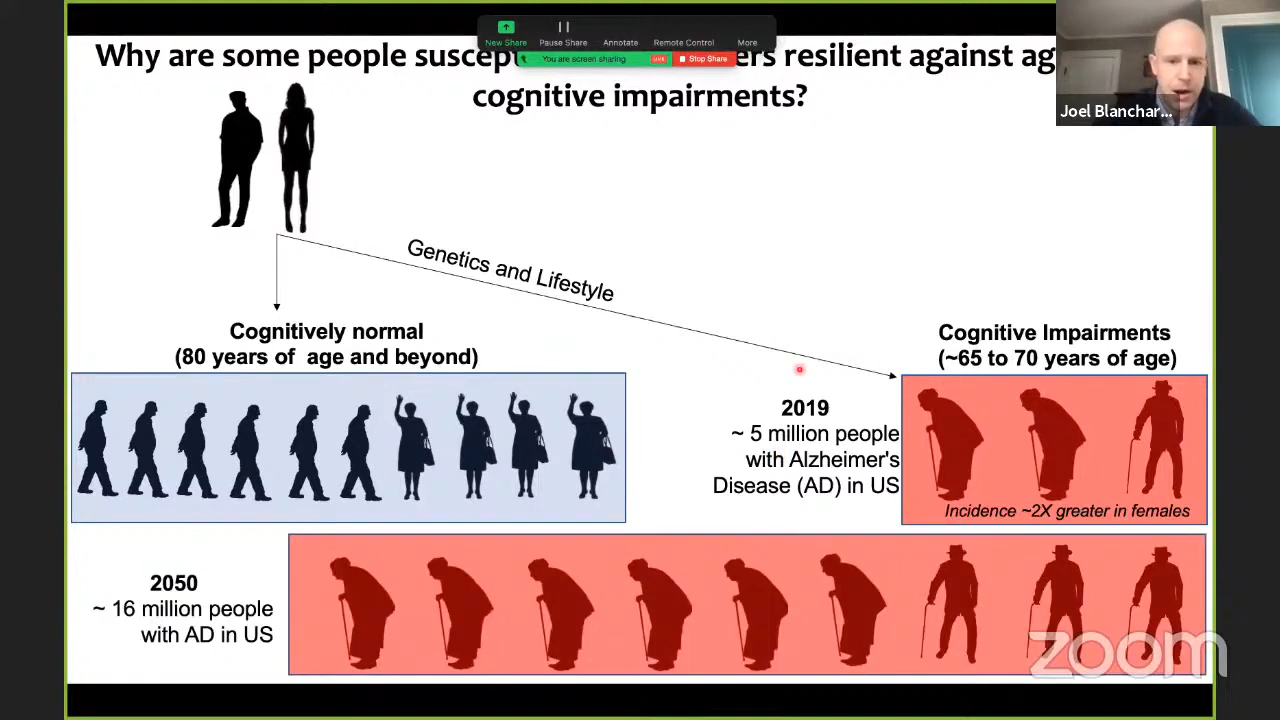 New Share
Pause Share
Annotate
Remote Control
More
You are screen sharing
LIVE
Stop Share
Why are some people resilient against
cognitive impairments?
Joel Blanchar...
Genetics and Lifestyle
Cognitively normal
(80 years of age and beyond)
Cognitive Impairments
(~65 to 70 years of age)
2019
~ 5 million people
with Alzheimer's
Disease (AD) in US
Incidence ~2X greater in females
2050
~ 16 million people
with AD in US
zoom